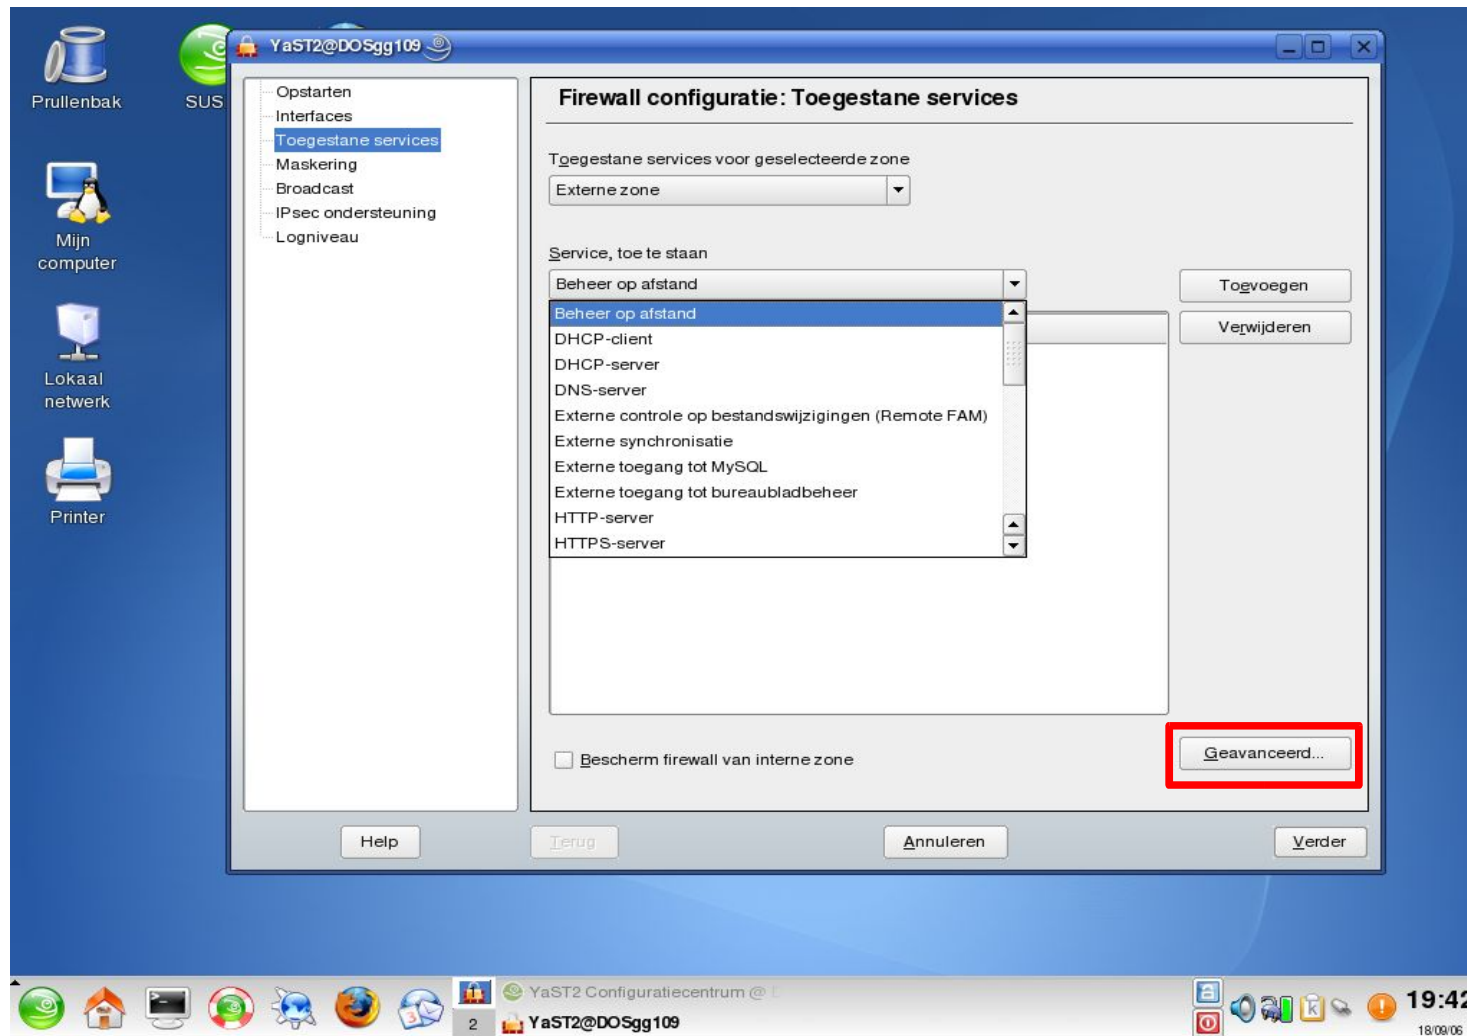 YaST2@DOSgg109
Prullenbak
SUS
Mijn
computer
Lokaal
netwerk
Printer
Opstarten
Interfaces
Toegestane services
Maskering
Broadcast
IPsec ondersteuning
Logniveau
Firewall configuratie: Toegestane services
Toegestane services voor geselecteerde zone
Externe zone
Service, toe te staan
Beheer op afstand
Toevoegen
Beheer op afstand
DHCP-client
DHCP-server
DNS-server
Externe controle op bestandswijzigingen (Remote FAM)
Externe synchronisatie
Externe toegang tot MySQL
Externe toegang tot bureaubladbeheer
HTTP-server
HTTPS-server
Verwijderen
Bescherm firewall van interne zone
Geavanceerd...
Help
Terug
Annuleren
Verder
1
2
YaST2 Configuratiecentrum @
YaST2@DOSgg109
19:42
18/09/06